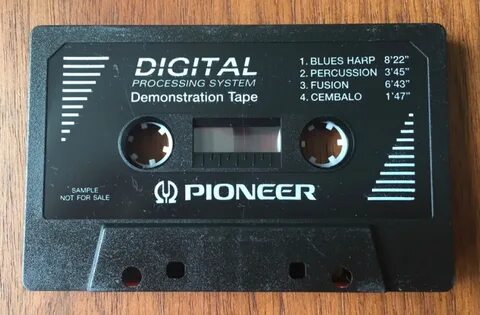 DIGITAL
PROCESSING SYSTEM
Demonstration Tape
1. BLUES HARP 8'22"
2. PERCUSSION 3'45"
3. FUSION 6'43"
4. CEMBALO 1'47"
SAMPLE
NOT FOR SALE
PIONEER